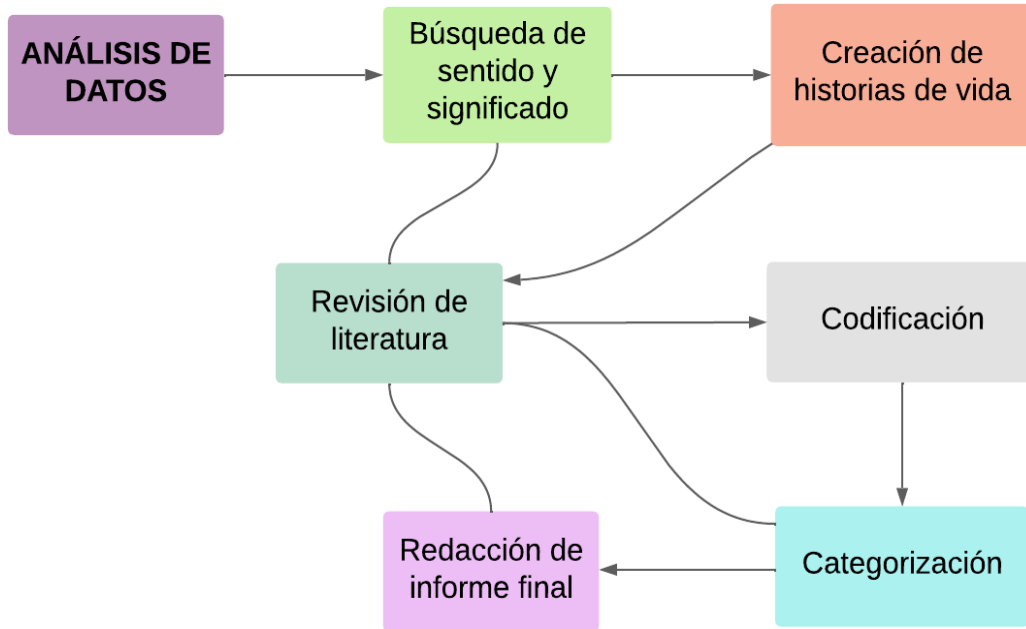 ANÁLISIS DE
DATOS
Búsqueda de
sentido y
significado
Creación de
historias de vida
Revisión de
literatura
Codificación
Redacción de
informe final
Categorización